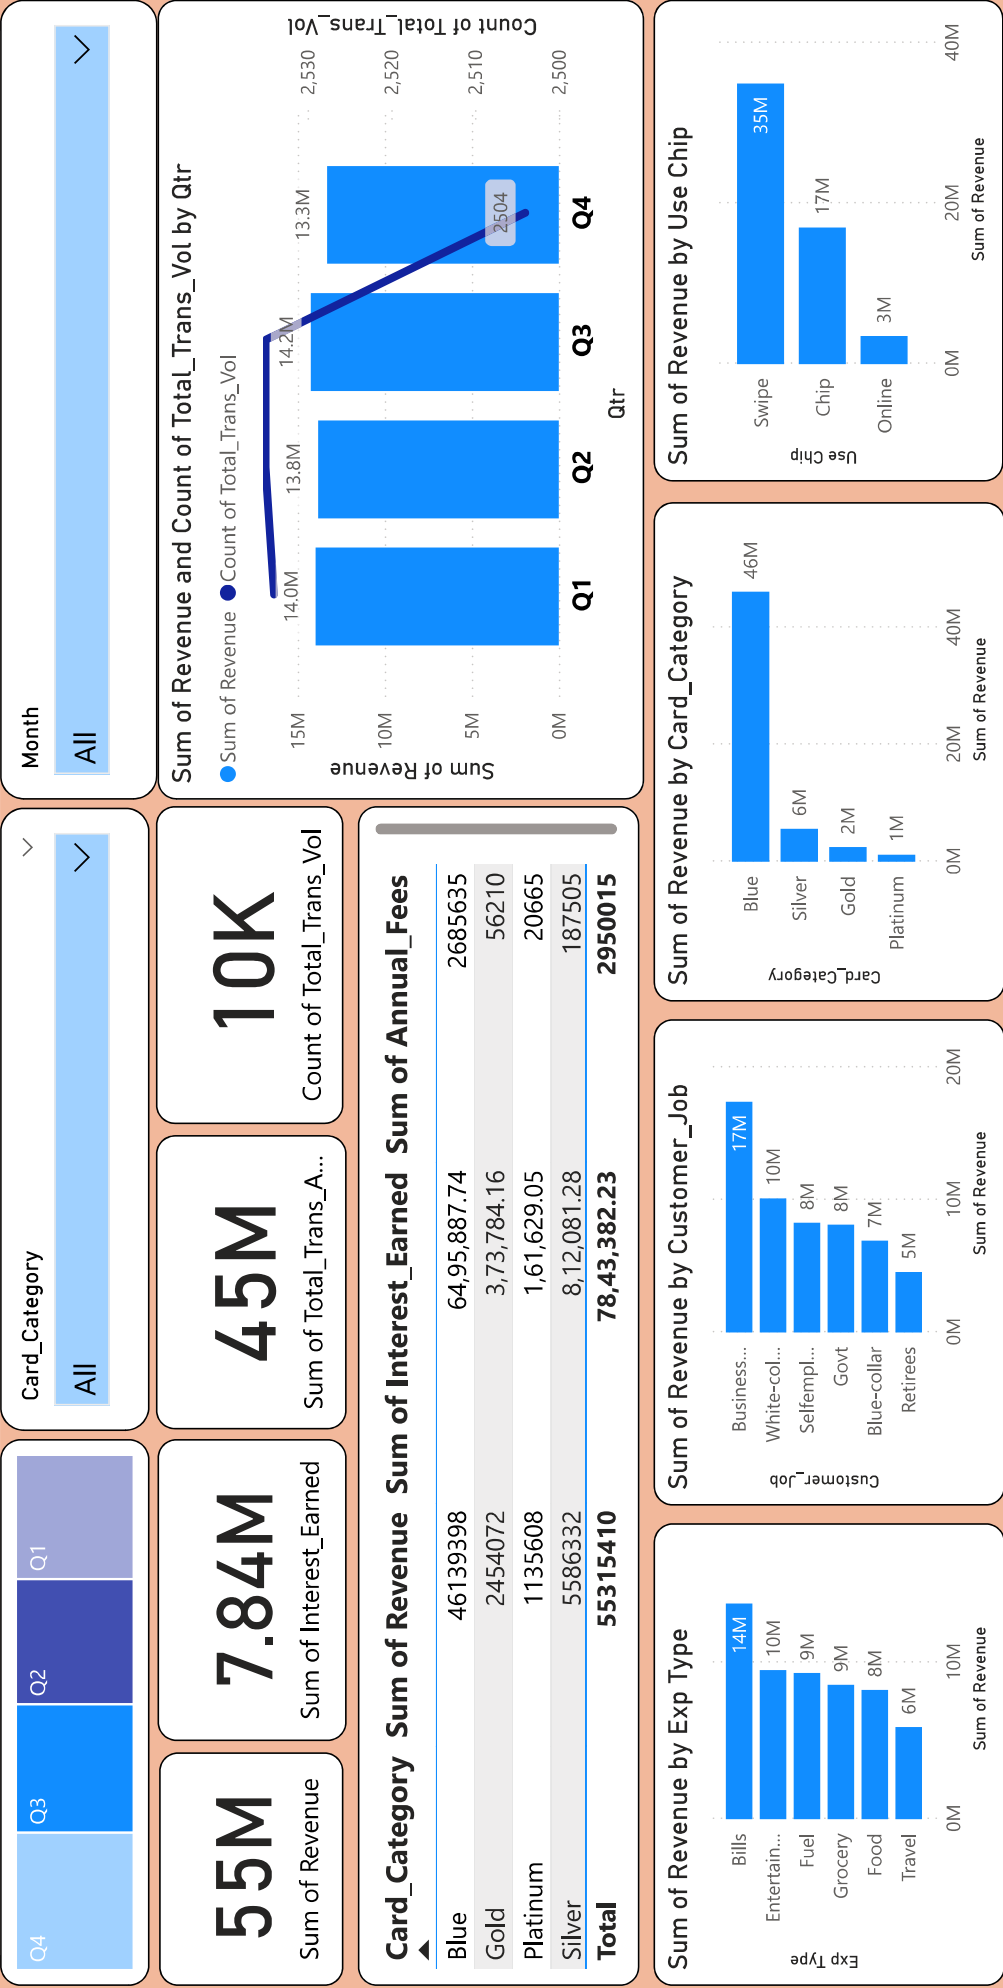 Q4 Q3 Q2 Q1
Card_Category
All
Month
All
55M
Sum of Revenue
7.84M
Sum of Interest_Earned
45M
Sum of Total_Trans_A...
10K
Count of Total_Trans_Vol
Card_Category Sum of Revenue Sum of Interest_Earned Sum of Annual_Fees
Blue 46139398 64,95,887.74 2685635
Gold 2454072 3,73,784.16 56210
Platinum 1135608 1,61,629.05 20665
Silver 5586332 8,12,081.28 187505
Total 55315410 78,43,382.23 2950015
Sum of Revenue and Count of Total_Trans_Vol by Qtr
Sum of Revenue Count of Total_Trans_Vol
Sum of Revenue
15M
10M
5M
0M
14.0M
13.8M
14.2M
13.3M
2504
2,530
2,520
2,510
2,500
Count of Total_Trans_Vol
Q1 Q2 Q3 Q4
Qtr
Sum of Revenue by Exp Type
Exp Type
Bills 14M
Entertain... 10M
Fuel 9M
Grocery 9M
Food 8M
Travel 6M
0M 10M
Sum of Revenue
Sum of Revenue by Customer_Job
Customer_Job
Business... 17M
White-col... 10M
Selfempl... 8M
Govt 8M
Blue-collar 7M
Retirees 5M
0M 10M 20M
Sum of Revenue
Sum of Revenue by Card_Category
Card_Category
Blue 46M
Silver 6M
Gold 2M
Platinum 1M
0M 20M 40M
Sum of Revenue
Sum of Revenue by Use Chip
Use Chip
Swipe 35M
Chip 17M
Online 3M
0M 20M 40M
Sum of Revenue